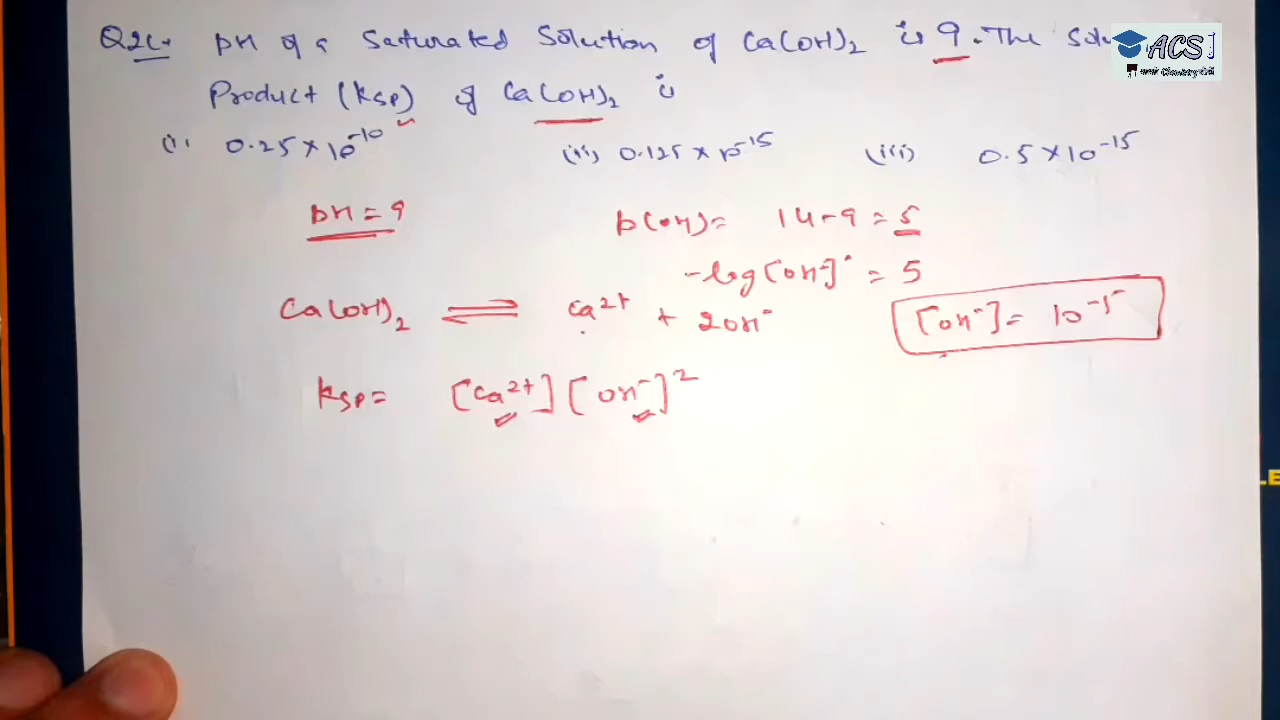 Q26. pH of a Saturated Solution of Ca(OH)2 is 9. The
Product (Ksp) of Ca(OH)2 is
(i). 0.25 × 10^-10 (ii) 0.125 × 10^-15 (iii) 0.5 × 10^-15
pH = 9 p(OH) = 14 - 9 = 5
-log[OH-] = 5
Ca(OH)2 ⇌ Ca2+ + 2OH- [OH-] = 10^-5
Ksp = [Ca2+] [OH-]^2
ACS